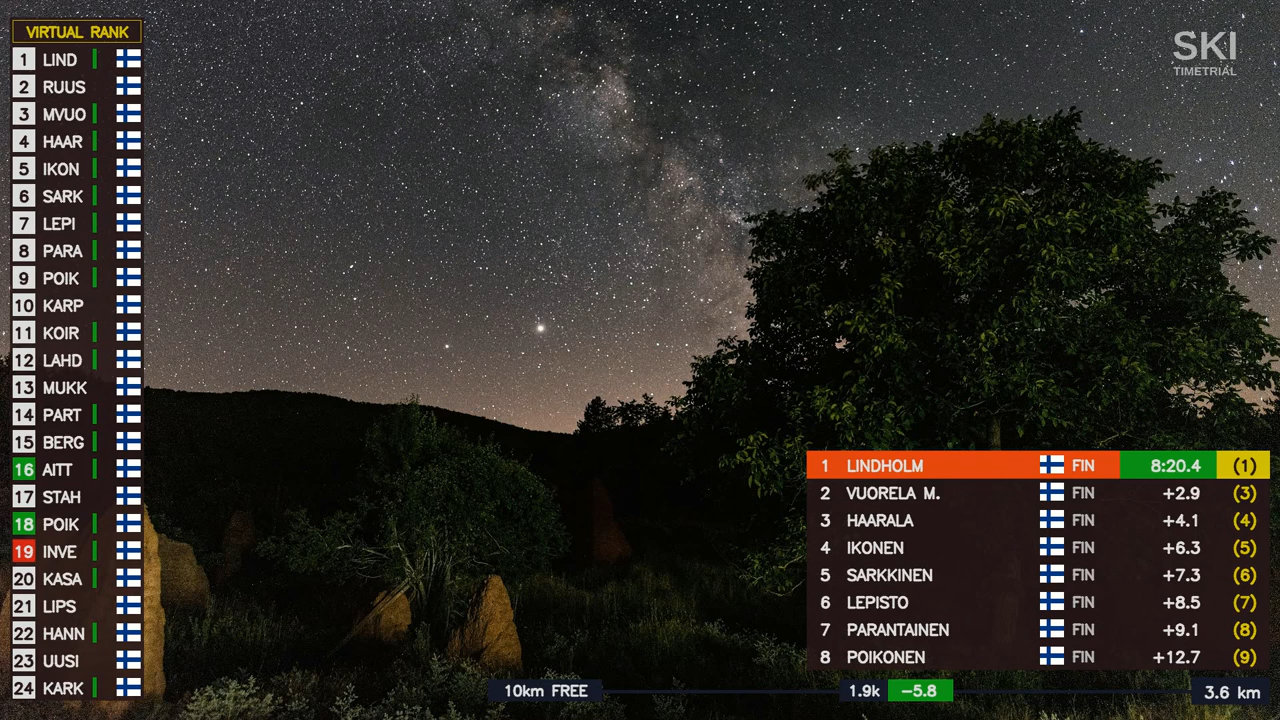 VIRTUAL RANK
1 LIND
2 RUUS
3 MVUO
4 HAAR
5 IKON
6 SARK
7 LEPI
8 PARA
9 POIK
10 KARP
11 KOIR
12 LAHD
13 MUKK
14 PART
15 BERG
16 AITT
17 STAH
18 POIK
19 INVE
20 KASA
21 LIPS
22 HANN
23 UUSI
24 KARK
SKI
TIMETRIAL
1 LINDHOLM FIN 8:20.4 (1)
2 VUORELA M. FIN +2.9 (3)
3 HAARALA FIN +4.1 (4)
4 IKONEN FIN +6.3 (5)
5 SARKKINEN FIN +7.3 (6)
6 LEPISTO FIN +8.5 (7)
7 PARANTAINEN FIN +9.1 (8)
8 POIKONEN FIN +12.7 (9)
10km FREE 1.9k −5.8 3.6 km